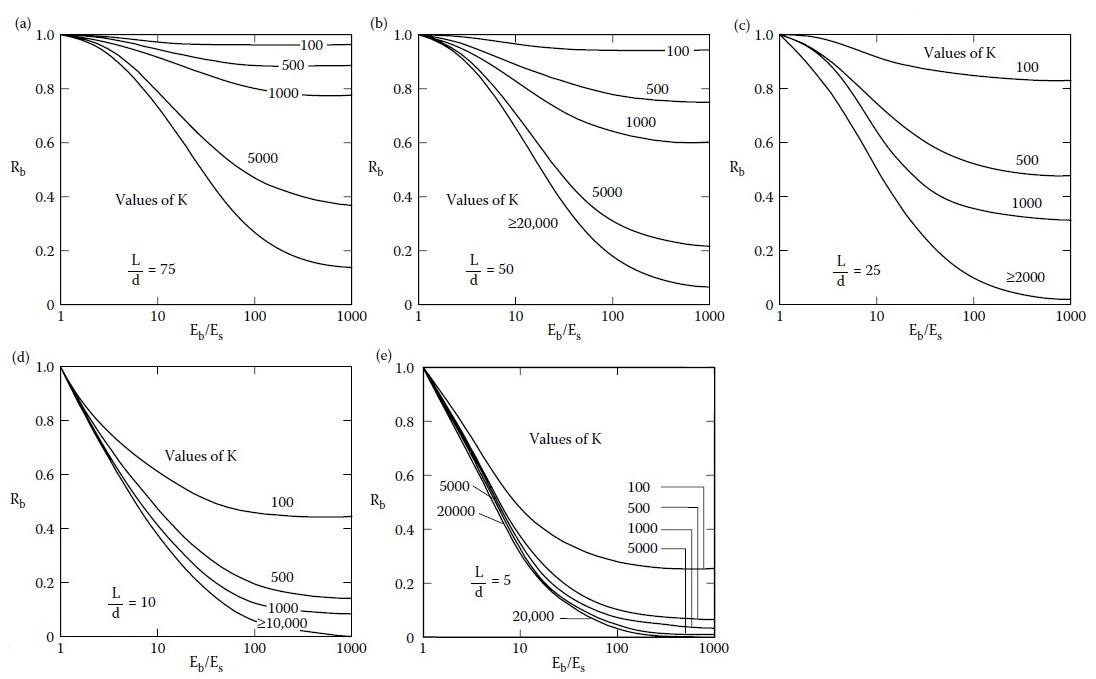 (a)
1.0
0.8
0.6
0.4
0.2
0
R_b
100
500
1000
5000
Values of K
L/d = 75
1 10 100 1000
E_b/E_s
(b)
1.0
0.8
0.6
0.4
0.2
0
R_b
100
500
1000
5000
Values of K
≥20,000
L/d = 50
1 10 100 1000
E_b/E_s
(c)
1.0
0.8
0.6
0.4
0.2
0
R_b
Values of K
100
500
1000
≥2000
L/d = 25
1 10 100 1000
E_b/E_s
(d)
1.0
0.8
0.6
0.4
0.2
0
R_b
Values of K
100
500
1000
≥10,000
L/d = 10
1 10 100 1000
E_b/E_s
(e)
1.0
0.8
0.6
0.4
0.2
0
R_b
Values of K
5000
20000
100
500
1000
5000
20,000
L/d = 5
1 10 100 1000
E_b/E_s